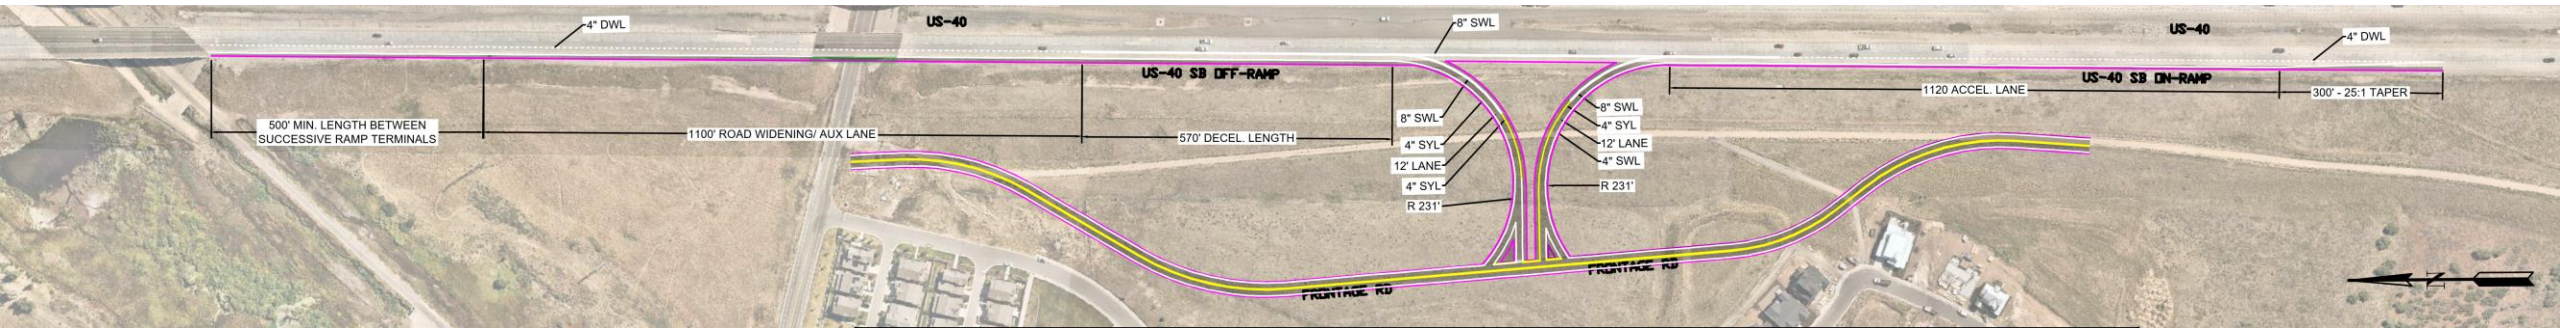 US-40
4" DWL
8" SWL
US-40
4" DWL
US-40 SB OFF-RAMP
US-40 SB ON-RAMP
1120 ACCEL. LANE
300' - 25:1 TAPER
500' MIN. LENGTH BETWEEN
SUCCESSIVE RAMP TERMINALS
1100' ROAD WIDENING/ AUX LANE
570' DECEL. LENGTH
8" SWL
4" SYL
12' LANE
4" SYL
R 231'
8" SWL
4" SYL
12' LANE
4" SWL
R 231'
FRONTAGE RD
FRONTAGE RD
N